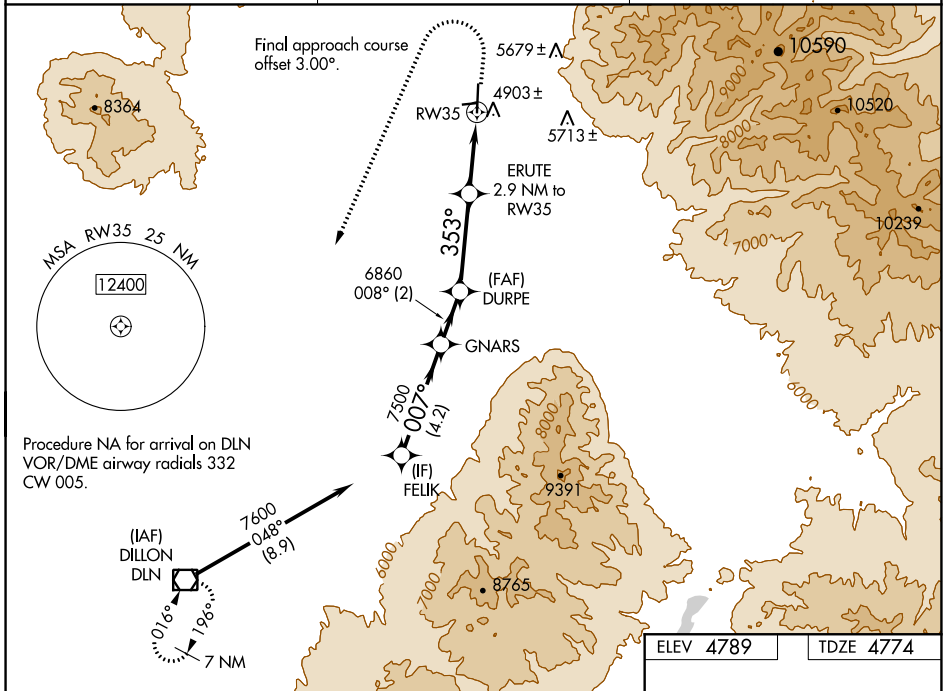 Final approach course
offset 3.00°.
5679 ±
10590
8364
4903 ±
RW35
5713 ±
10520
9000
8000
ERUTE
2.9 NM to
RW35
10239
7000
MSA RW35 25 NM
12400
353°
6860
008° (2)
(FAF)
DURPE
GNARS
6000
7500
007°
(4.2)
8000
Procedure NA for arrival on DLN
VOR/DME airway radials 332
CW 005.
(IF)
FELIK
9391
7600
048°
(8.9)
(IAF)
DILLON
DLN
6000
7000
8765
016°
196°
7 NM
ELEV 4789
TDZE 4774